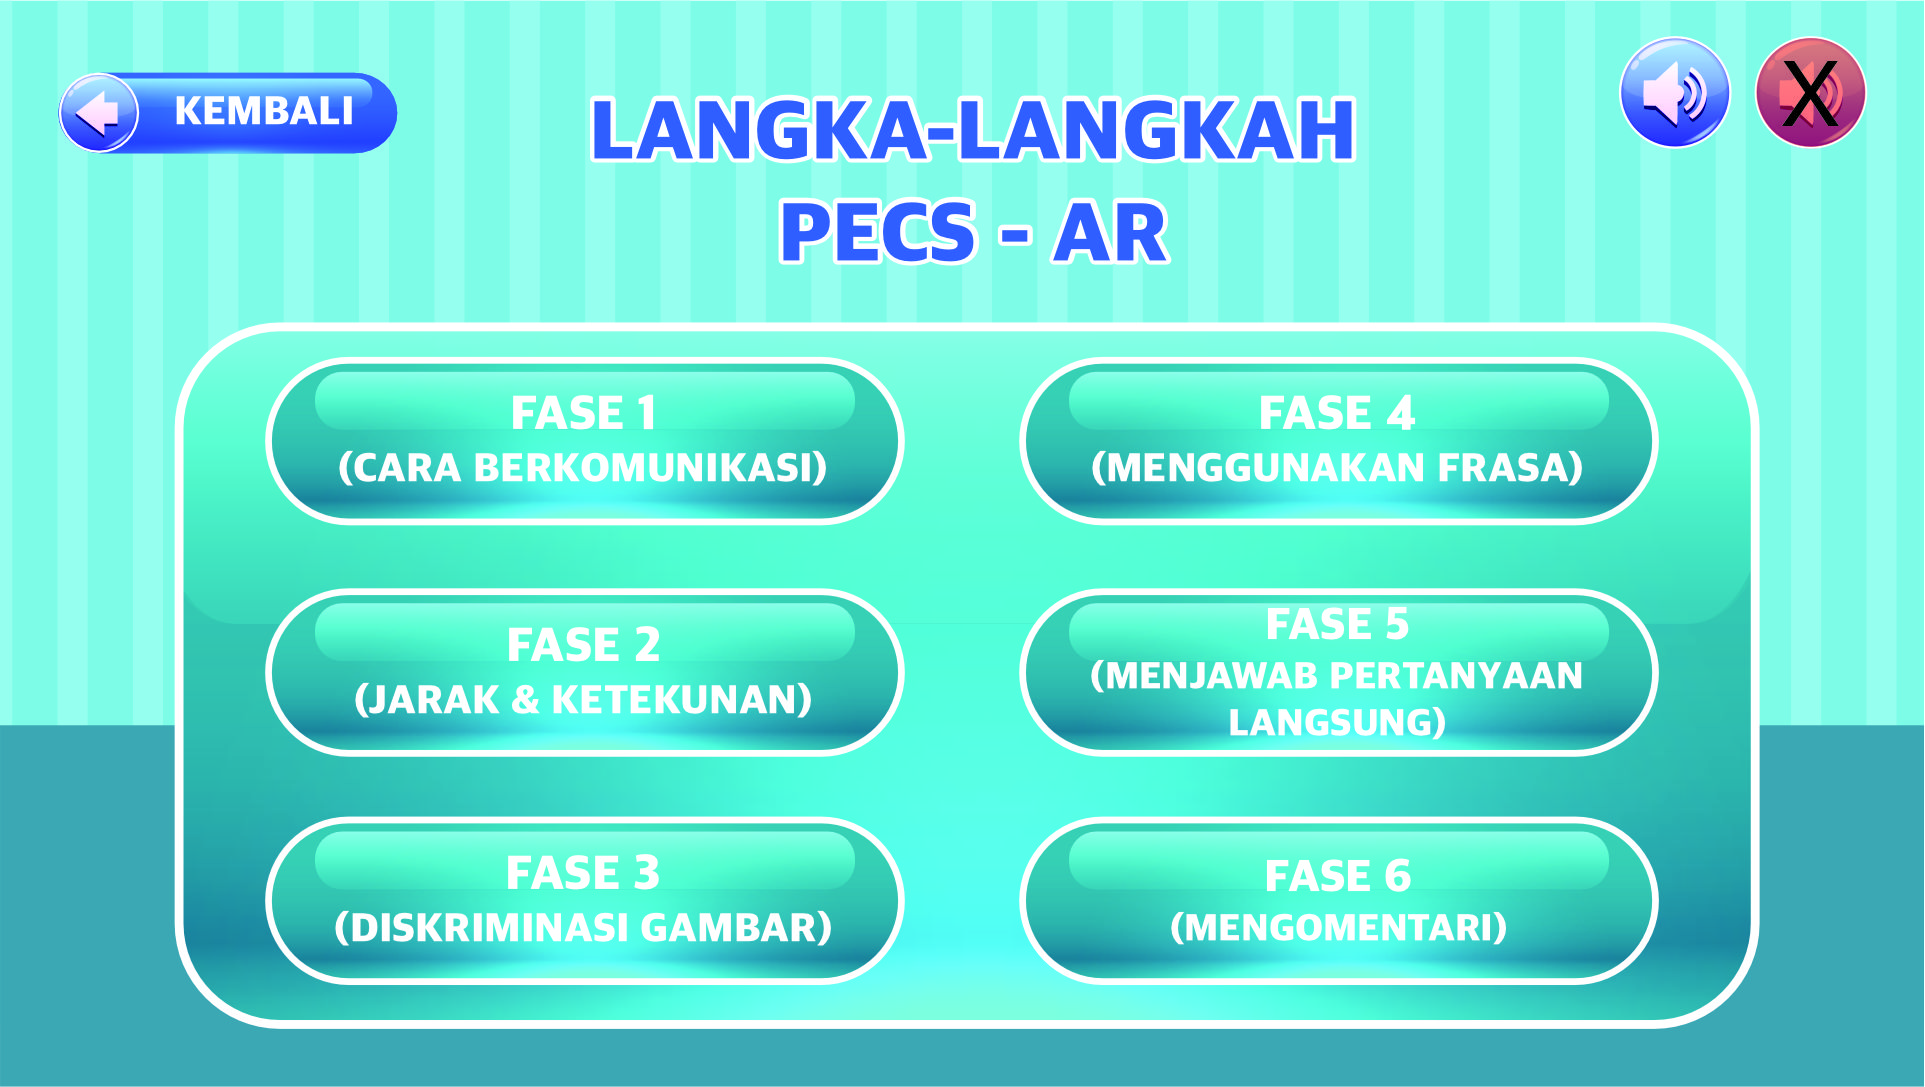 KEMBALI
LANGKA-LANGKAH
PECS - AR
X
FASE 1
(CARA BERKOMUNIKASI)
FASE 2
(JARAK & KETEKUNAN)
FASE 3
(DISKRIMINASI GAMBAR)
FASE 4
(MENGGUNAKAN FRASA)
FASE 5
(MENJAWAB PERTANYAAN
LANGSUNG)
FASE 6
(MENGOMENTARI)